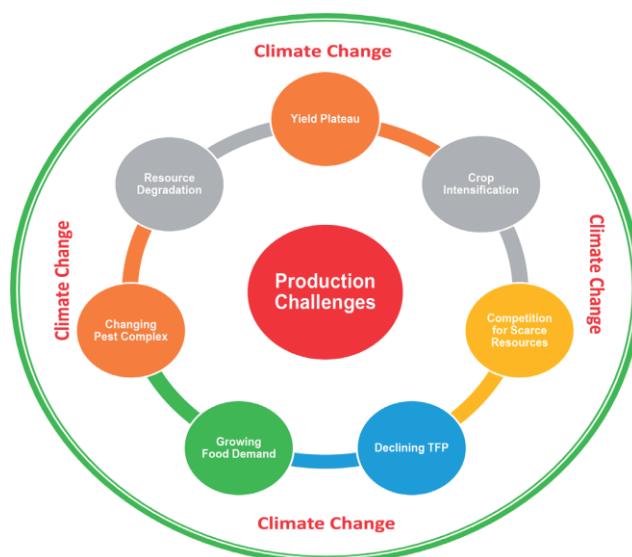 Climate Change
Yield Plateau
Resource
Degradation
Crop
Intensification
Climate Change
Climate Change
Production
Challenges
Changing
Pest Complex
Competition
for Scarce
Resources
Growing
Food Demand
Declining TFP
Climate Change